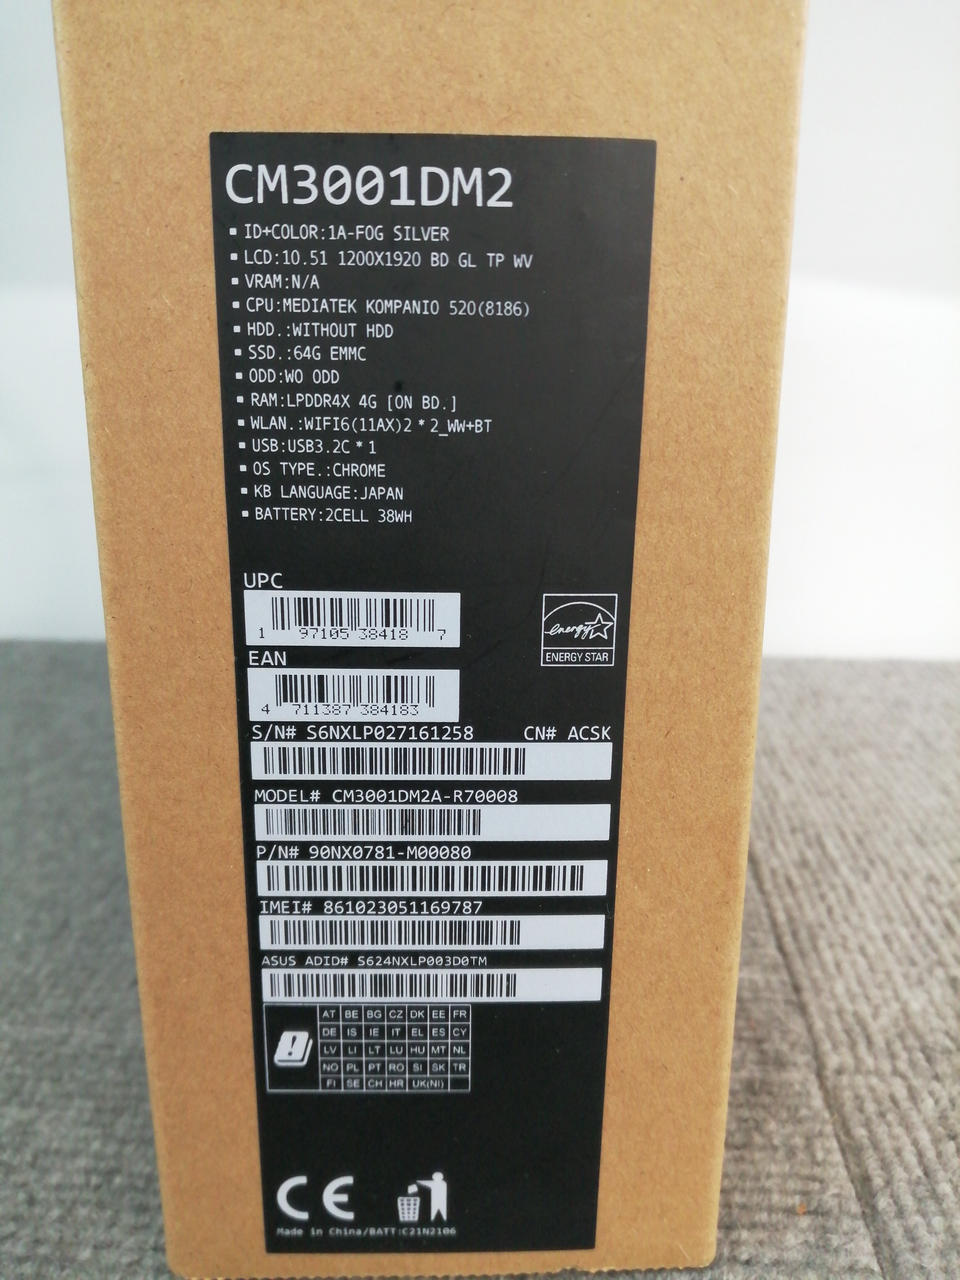 CM3001DM2
▪ ID+COLOR:1A-FOG SILVER
▪ LCD:10.51 1200X1920 BD GL TP WV
▪ VRAM:N/A
▪ CPU:MEDIATEK KOMPANIO 520(8186)
▪ HDD.:WITHOUT HDD
▪ SSD.:64G EMMC
▪ ODD:WO ODD
▪ RAM:LPDDR4X 4G [ON BD.]
▪ WLAN.:WIFI6(11AX)2*2_WW+BT
▪ USB:USB3.2C*1
▪ OS TYPE.:CHROME
▪ KB LANGUAGE:JAPAN
▪ BATTERY:2CELL 38WH
UPC
1 97105 38418 7
energy
ENERGY STAR
EAN
4 711387 384183
S/N# S6NXLP027161258 CN# ACSK
MODEL# CM3001DM2A-R70008
P/N# 90NX0781-M00080
IMEI# 861023051169787
ASUS ADID# S624NXLP003D0TM
AT BE BG CZ DK EE FR
DE IS IE IT EL ES CY
LV LI LT LU HU MT NL
NO PL PT RO SI SK TR
FI SE CH HR UK(NI)
CE
Made in China/BATT:C21N2106